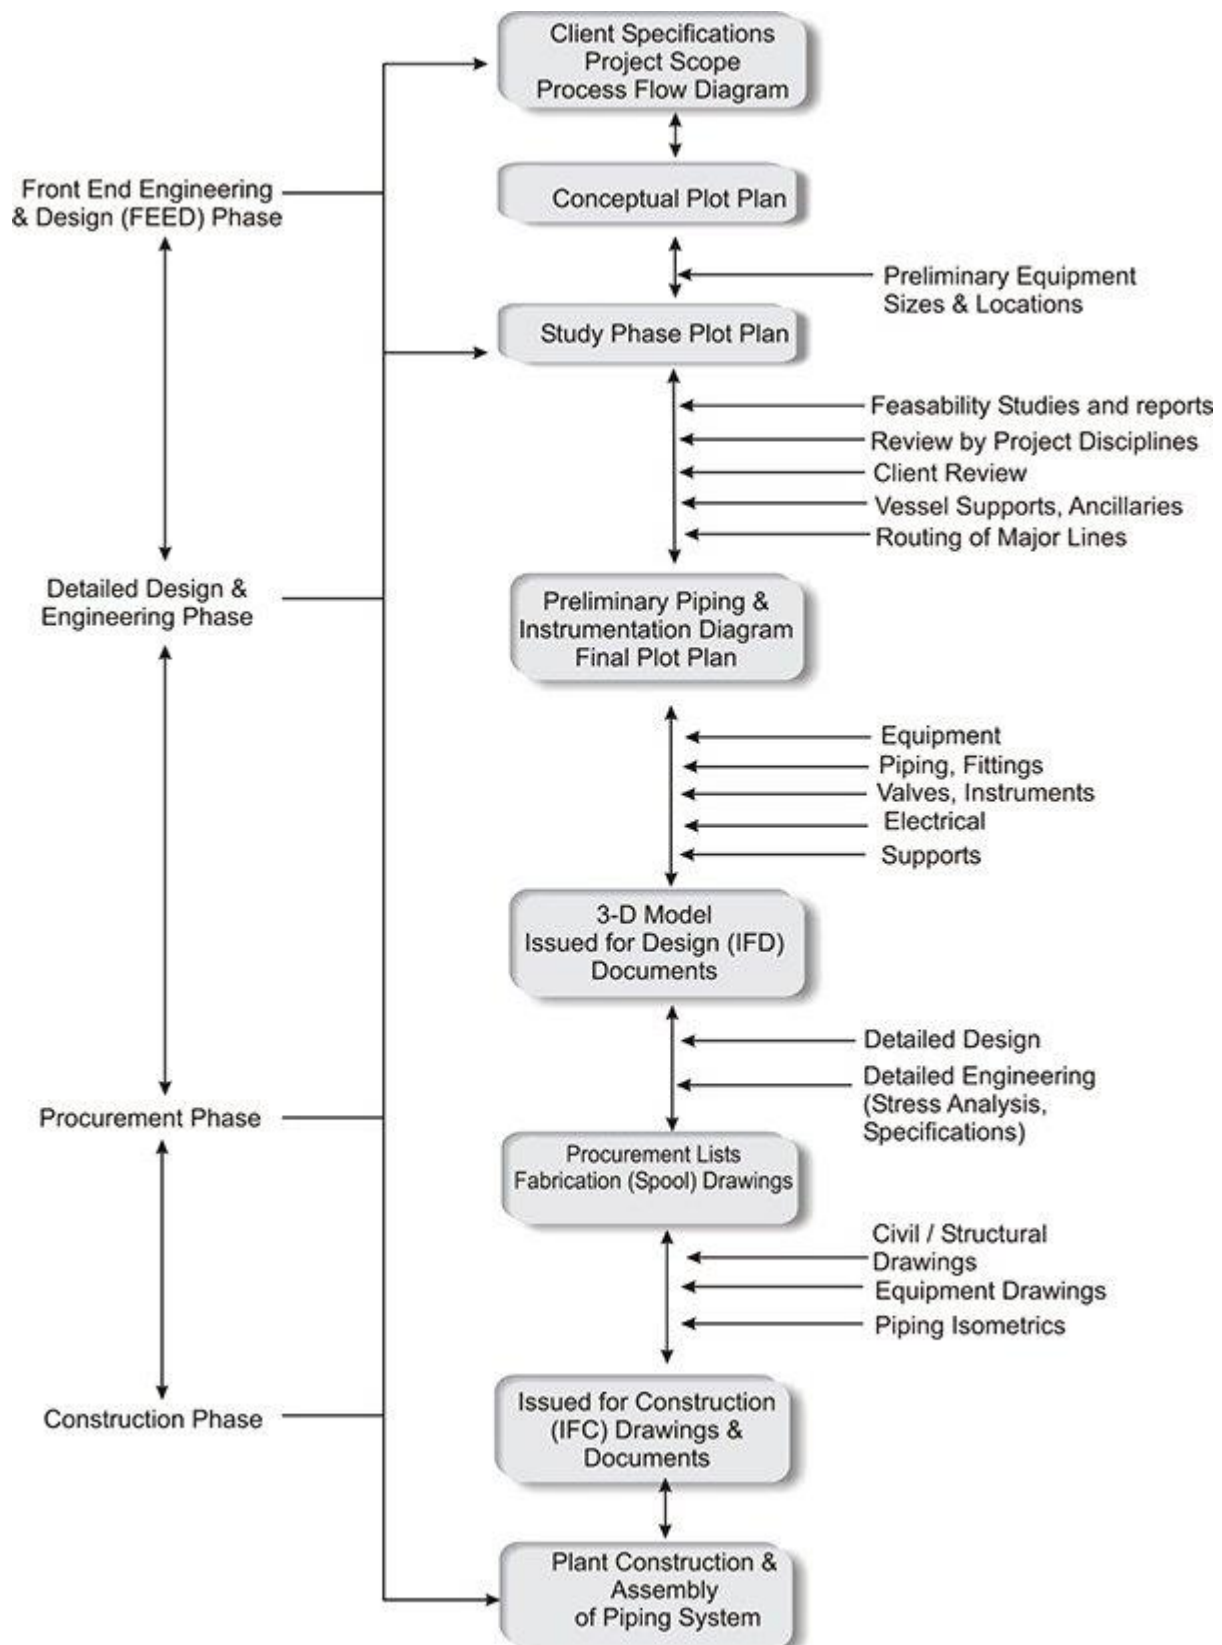 Client Specifications
Project Scope
Process Flow Diagram
Front End Engineering
& Design (FEED) Phase
Conceptual Plot Plan
Preliminary Equipment
Sizes & Locations
Study Phase Plot Plan
Feasability Studies and reports
Review by Project Disciplines
Client Review
Vessel Supports, Ancillaries
Routing of Major Lines
Detailed Design &
Engineering Phase
Preliminary Piping &
Instrumentation Diagram
Final Plot Plan
Equipment
Piping, Fittings
Valves, Instruments
Electrical
Supports
3-D Model
Issued for Design (IFD)
Documents
Detailed Design
Detailed Engineering
(Stress Analysis,
Specifications)
Procurement Phase
Procurement Lists
Fabrication (Spool) Drawings
Civil / Structural
Drawings
Equipment Drawings
Piping Isometrics
Construction Phase
Issued for Construction
(IFC) Drawings &
Documents
Plant Construction &
Assembly
of Piping System